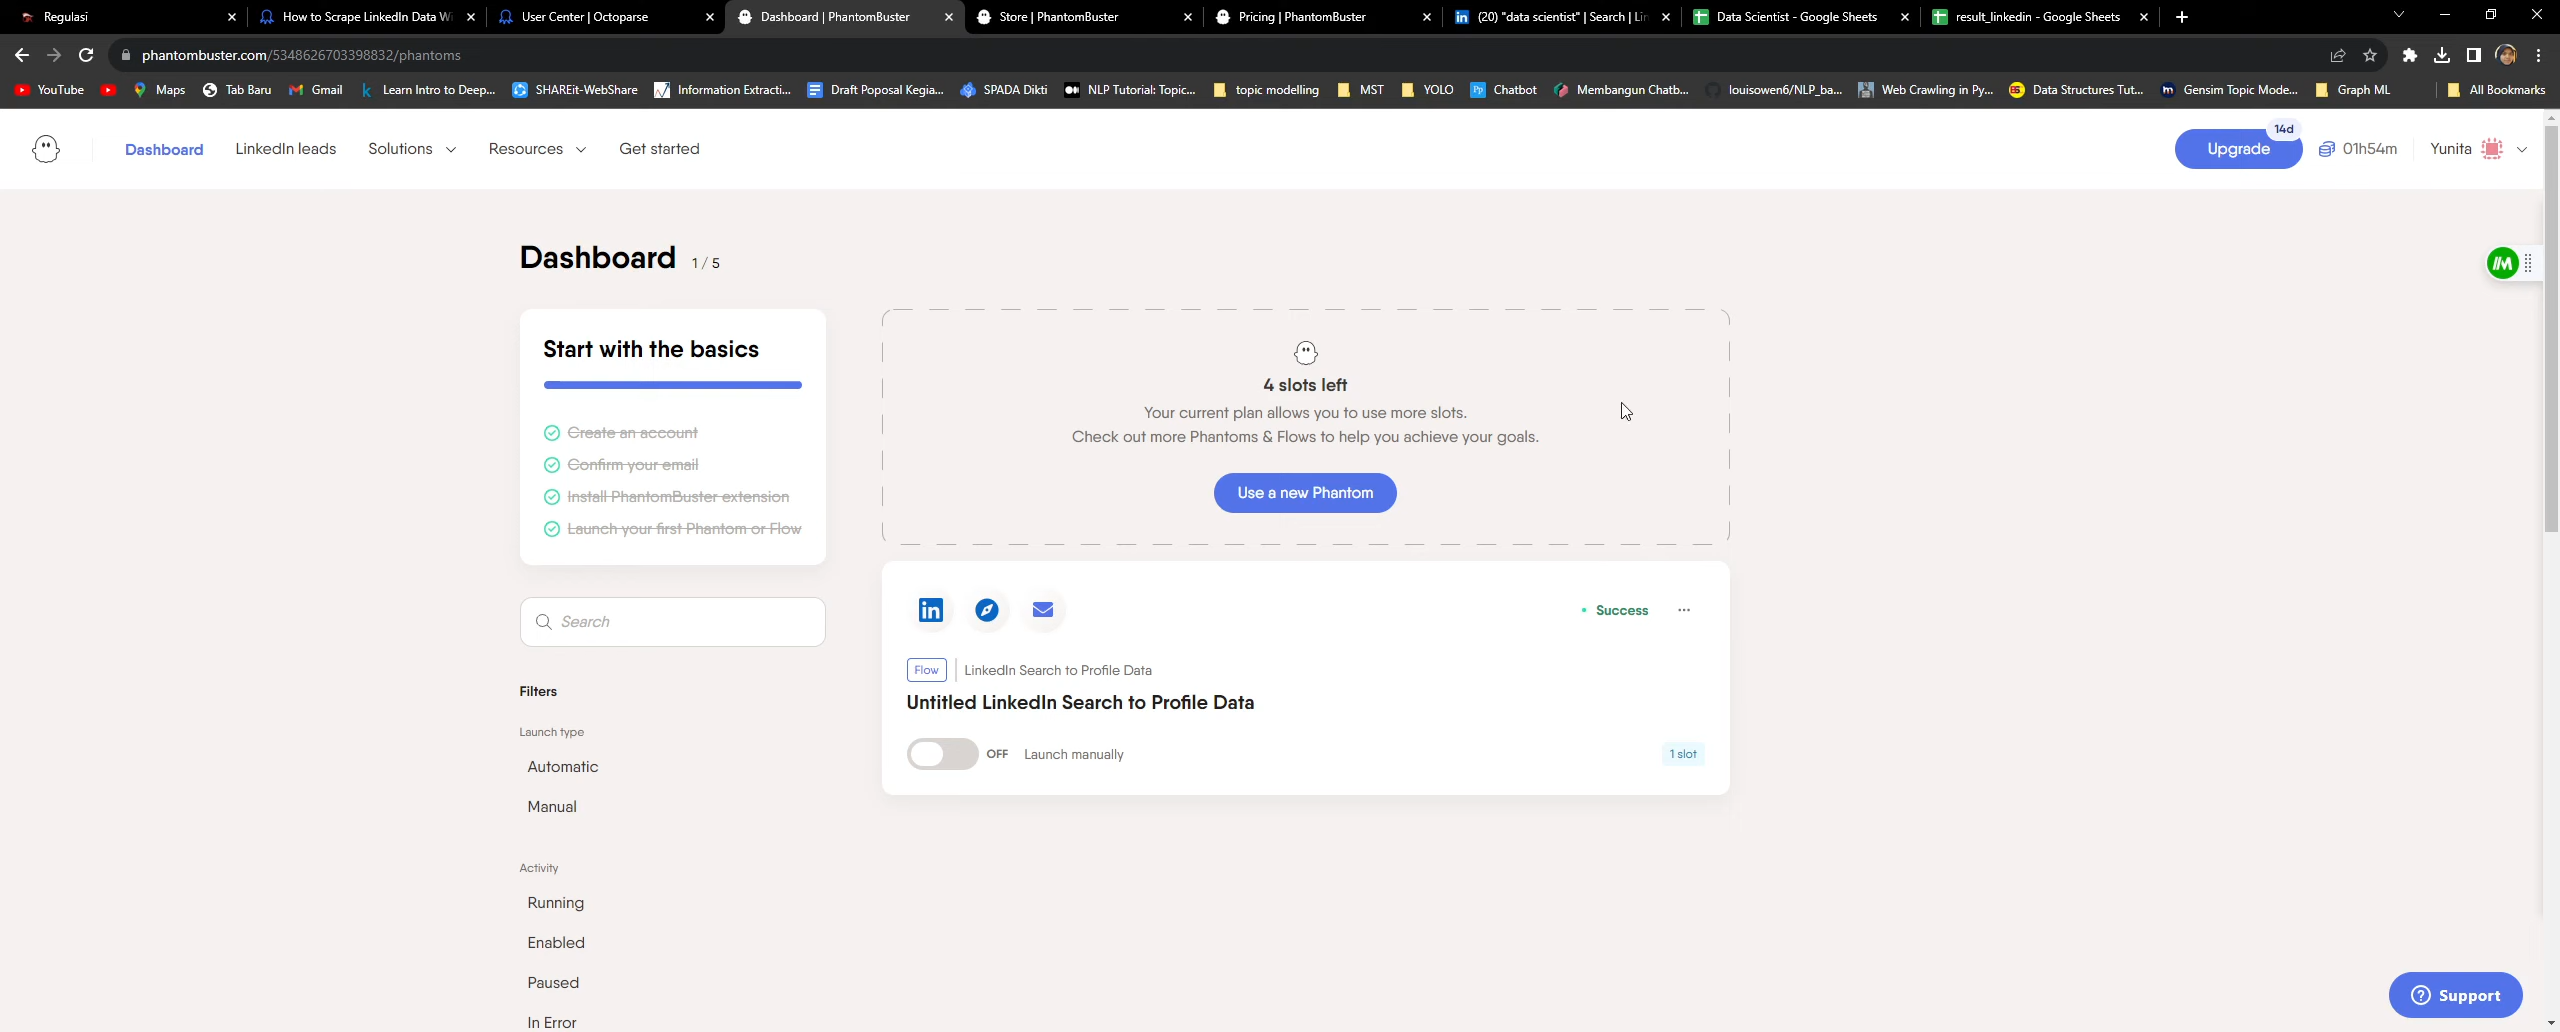 Regulasi
How to Scrape LinkedIn Data Wi
User Center | Octoparse
Dashboard | PhantomBuster
Store | PhantomBuster
Pricing | PhantomBuster
(20) "data scientist" | Search | Lin
Data Scientist - Google Sheets
result_linkedin - Google Sheets
phantombuster.com/5348626703398832/phantoms
YouTube
Maps
Tab Baru
Gmail
Learn Intro to Deep...
SHAREit-WebShare
Information Extracti...
Draft Poposal Kegia...
SPADA Dikti
NLP Tutorial: Topic...
topic modelling
MST
YOLO
Chatbot
Membangun Chatb...
louisowen6/NLP_ba...
Web Crawling in Py...
Data Structures Tut...
Gensim Topic Mode...
Graph ML
All Bookmarks
Dashboard
LinkedIn leads
Solutions
Resources
Get started
Upgrade
14d
01h54m
Yunita
Dashboard 1 / 5
Start with the basics
Create an account
Confirm your email
Install PhantomBuster extension
Launch your first Phantom or Flow
Search
Filters
Launch type
Automatic
Manual
Activity
Running
Enabled
Paused
In Error
4 slots left
Your current plan allows you to use more slots.
Check out more Phantoms & Flows to help you achieve your goals.
Use a new Phantom
in
Success
Flow | LinkedIn Search to Profile Data
Untitled LinkedIn Search to Profile Data
OFF Launch manually
1 slot
Support